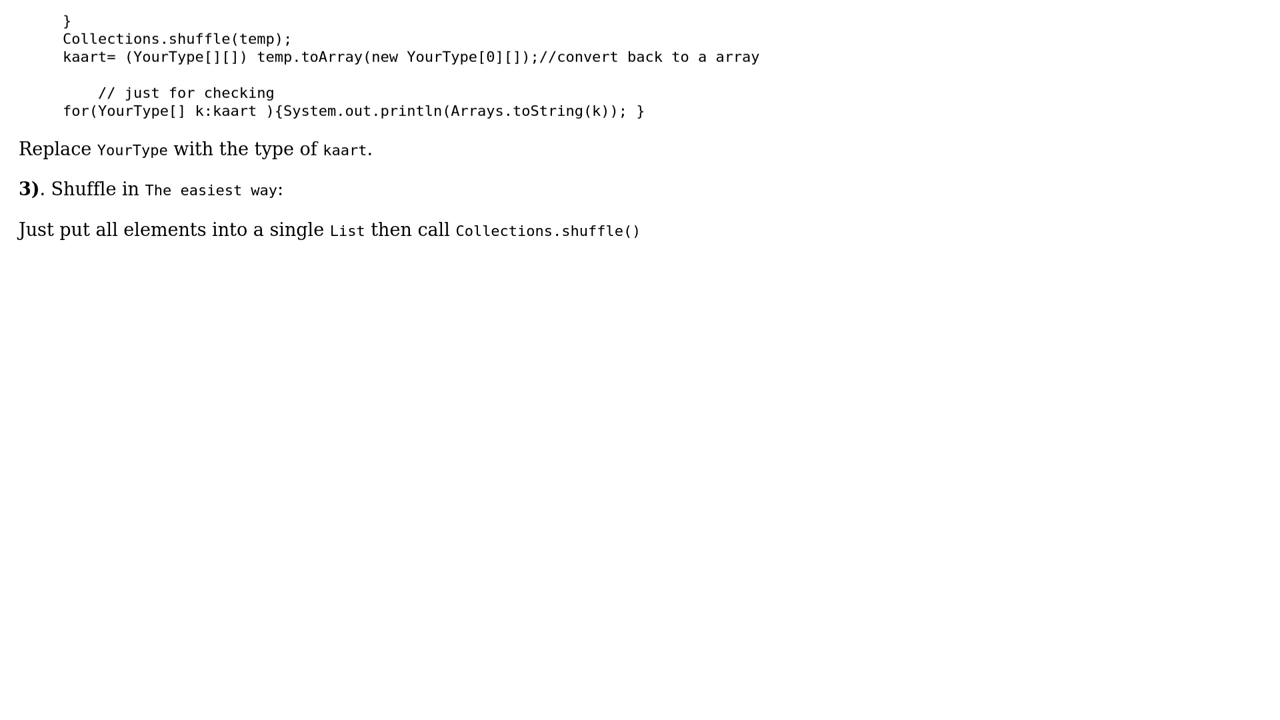 }
Collections.shuffle(temp);
kaart= (YourType[][]) temp.toArray(new YourType[0][]);//convert back to a array
// just for checking
for(YourType[] k:kaart ){System.out.println(Arrays.toString(k)); }
Replace YourType with the type of kaart.
3). Shuffle in The easiest way:
Just put all elements into a single List then call Collections.shuffle()